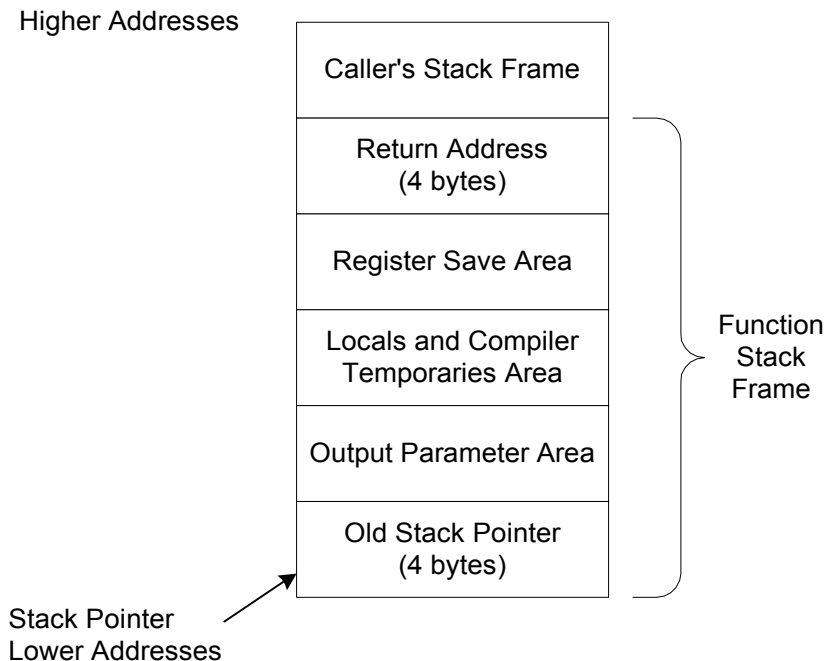 Higher Addresses
Caller's Stack Frame
Return Address
(4 bytes)
Register Save Area
Locals and Compiler
Temporaries Area
Output Parameter Area
Old Stack Pointer
(4 bytes)
Function
Stack
Frame
Stack Pointer
Lower Addresses